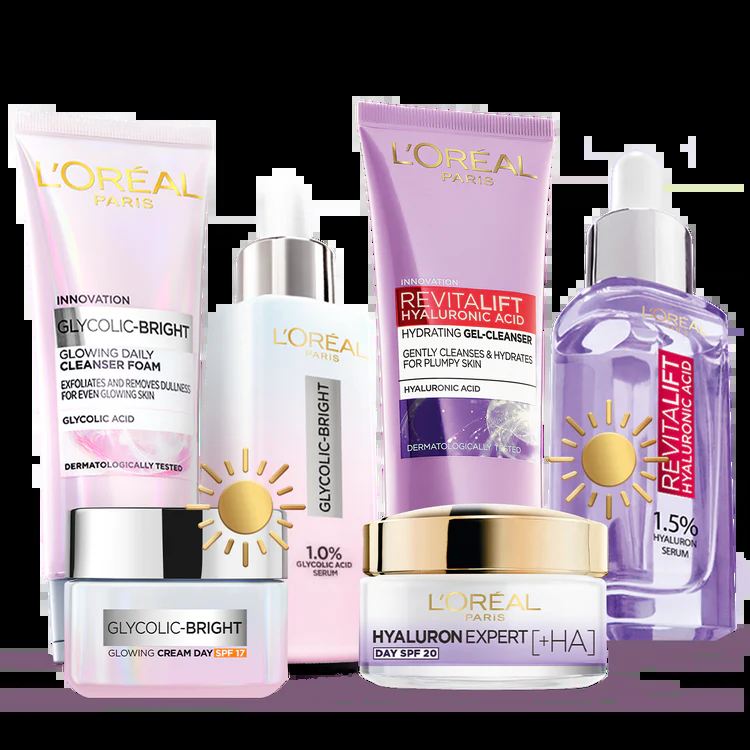 L'ORÉAL
PARIS
INNOVATION
GLYCOLIC-BRIGHT
GLOWING DAILY
CLEANSER FOAM
EXFOLIATES AND REMOVES DULLNESS
FOR EVEN GLOWING SKIN
GLYCOLIC ACID
DERMATOLOGICALLY TESTED
L'ORÉAL
PARIS
GLYCOLIC-BRIGHT
1.0%
GLYCOLIC ACID
SERUM
L'ORÉAL
PARIS
INNOVATION
REVITALIFT
HYALURONIC ACID
HYDRATING GEL-CLEANSER
GENTLY CLEANSES & HYDRATES
FOR PLUMPY SKIN
HYALURONIC ACID
DERMATOLOGICALLY TESTED
L'ORÉAL
PARIS
REVITALIFT
HYALURONIC ACID
1.5%
HYALURON
SERUM
GLYCOLIC-BRIGHT
GLOWING CREAM DAY SPF 17
L'ORÉAL
PARIS
HYALURON EXPERT [+HA]
DAY SPF 20